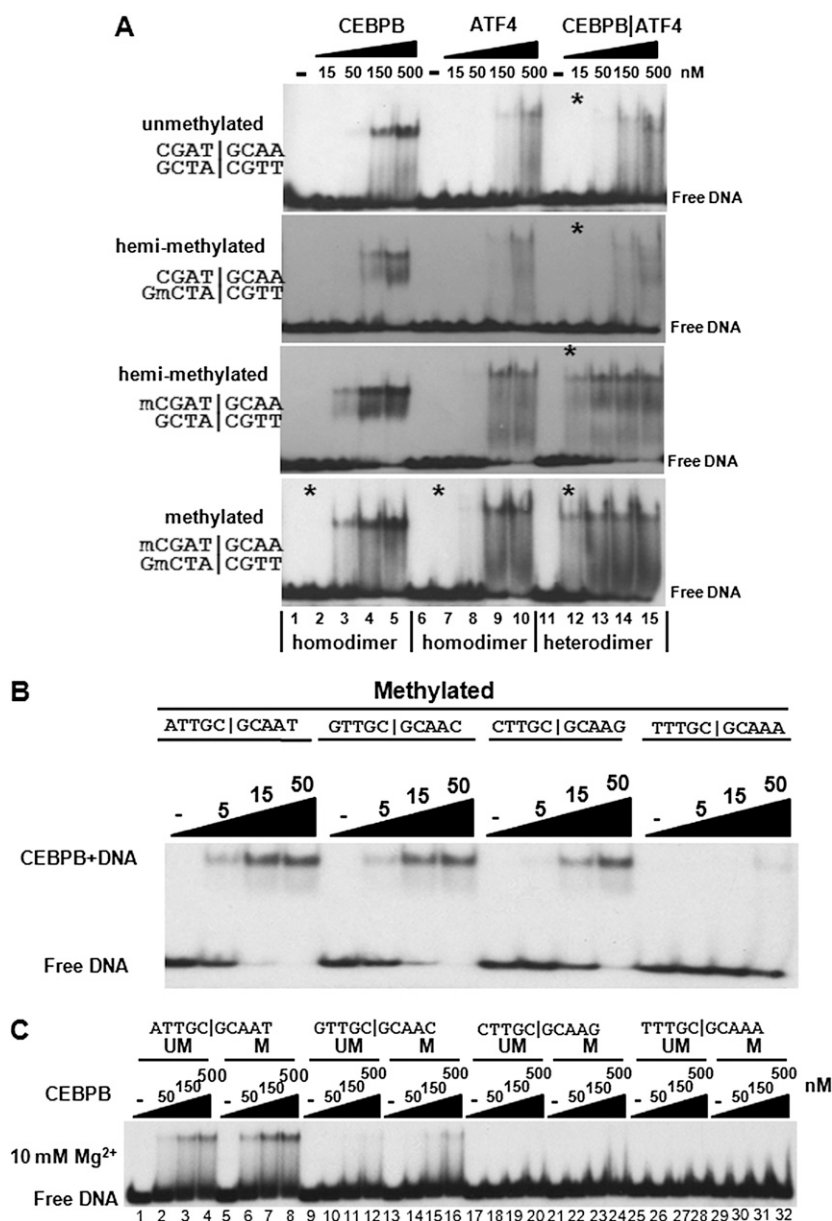 A
CEBPB ATF4 CEBPB|ATF4
- 15 50 150 500 - 15 50 150 500 - 15 50 150 500 nM
*
unmethylated
CGAT|GCAA
GCTA|CGTT
Free DNA
*
hemi-methylated
CGAT|GCAA
GmCTA|CGTT
Free DNA
*
hemi-methylated
mCGAT|GCAA
GCTA|CGTT
Free DNA
* * *
methylated
mCGAT|GCAA
GmCTA|CGTT
Free DNA
1 2 3 4 5 6 7 8 9 10 11 12 13 14 15
homodimer homodimer heterodimer
B
Methylated
ATTGC|GCAAT GTTGC|GCAAC CTTGC|GCAAG TTTGC|GCAAA
- 5 15 50 - 5 15 50 - 5 15 50 - 5 15 50
CEBPB+DNA
Free DNA
C
ATTGC|GCAAT GTTGC|GCAAC CTTGC|GCAAG TTTGC|GCAAA
UM M UM M UM M UM M
CEBPB - 50 150 500 - 50 150 500 - 50 150 500 - 50 150 500 - 50 150 500 - 50 150 500 - 50 150 500 - 50 150 500 nM
10 mM Mg²⁺
Free DNA
1 2 3 4 5 6 7 8 9 10 11 12 13 14 15 16 17 18 19 20 21 22 23 24 25 26 27 28 29 30 31 32